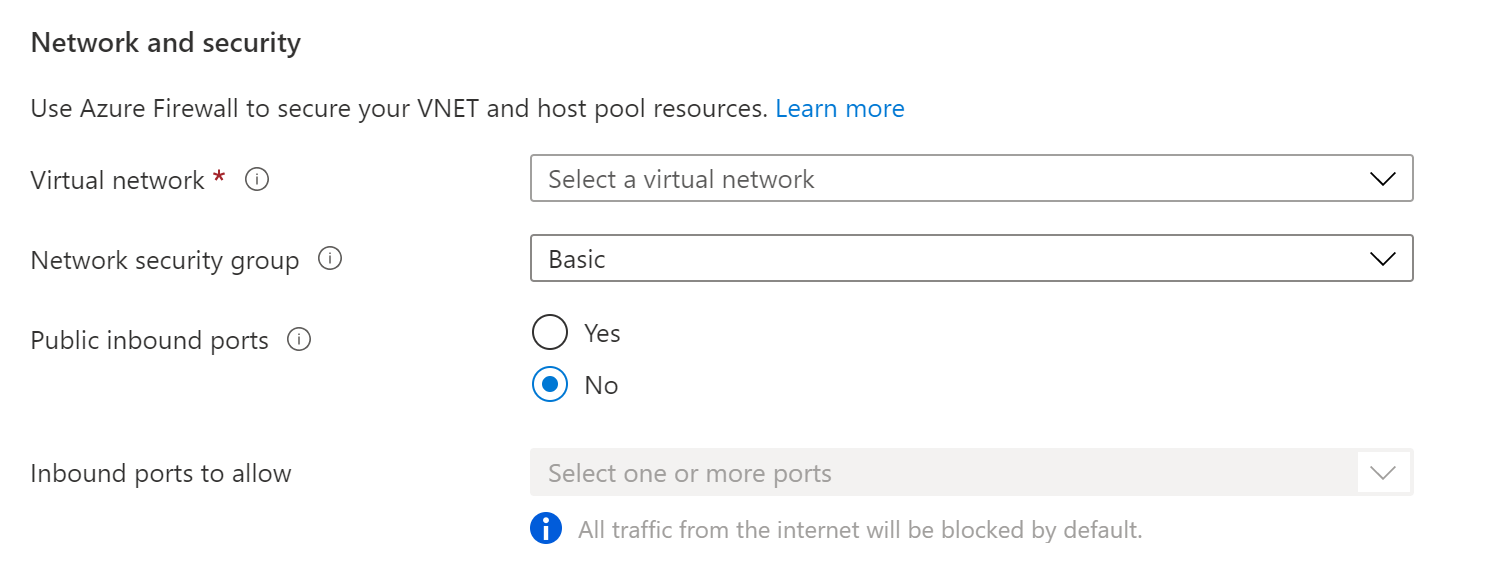 Network and security
Use Azure Firewall to secure your VNET and host pool resources. Learn more
Virtual network *
Select a virtual network
Network security group
Basic
Public inbound ports
Yes
No
Inbound ports to allow
Select one or more ports
All traffic from the internet will be blocked by default.